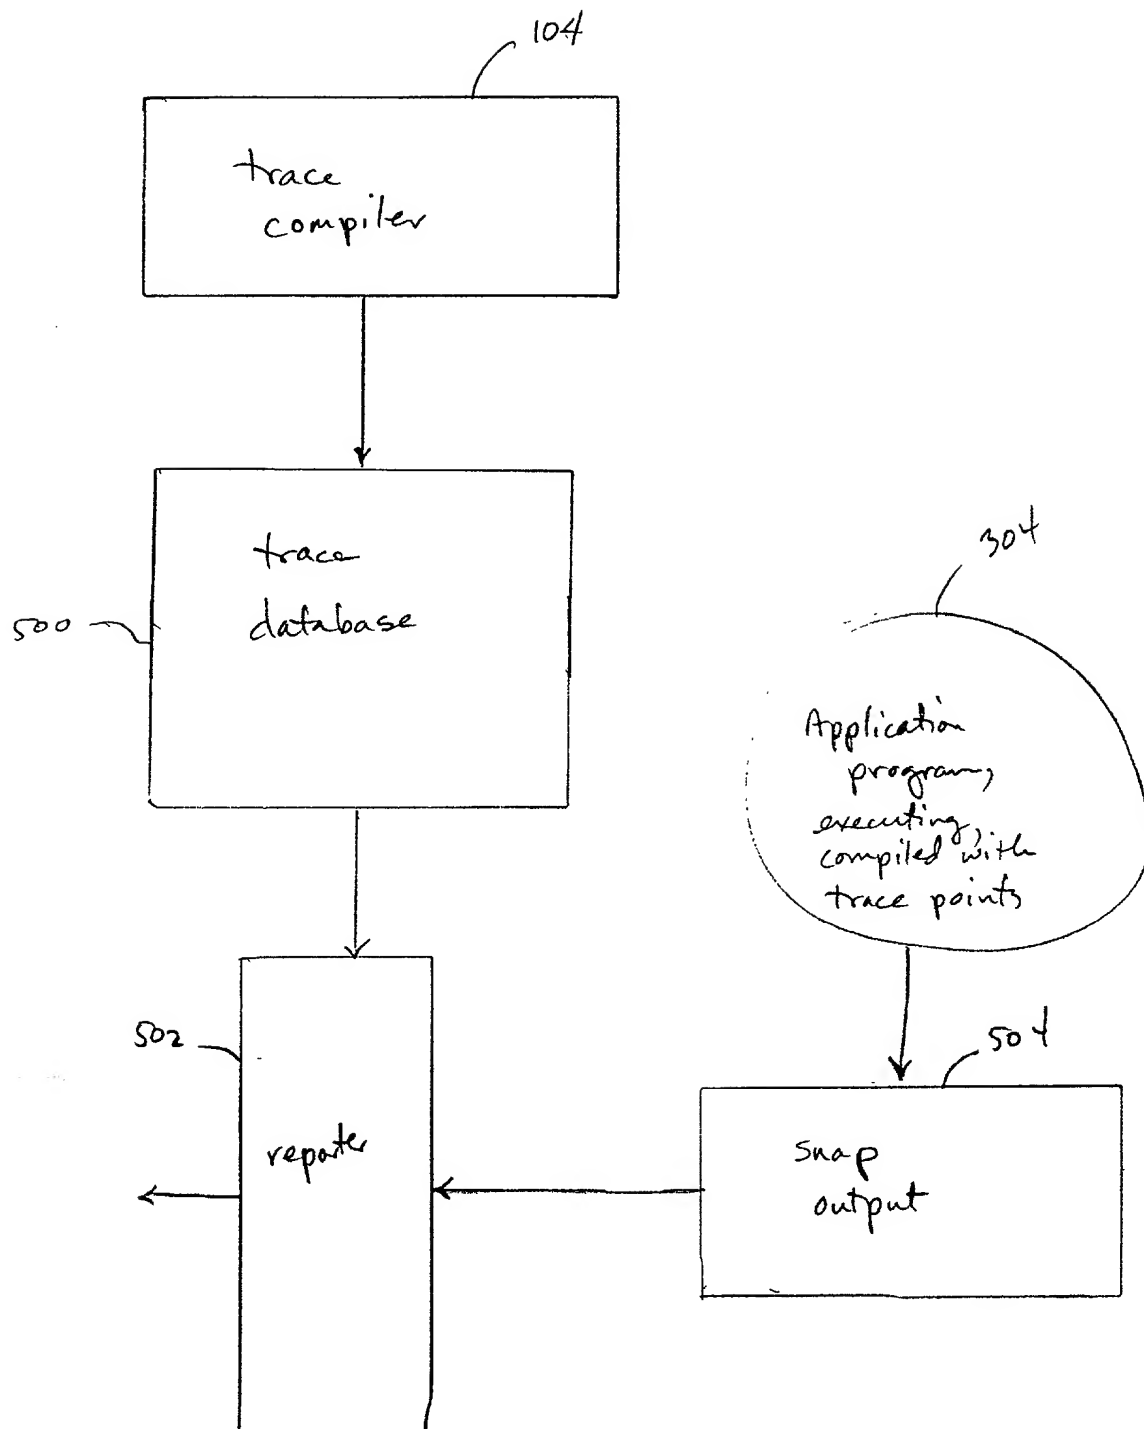 104
trace
compiler
trace
database
500
304
Application
program,
executing,
compiled with
trace points
502
reporter
504
snap
output